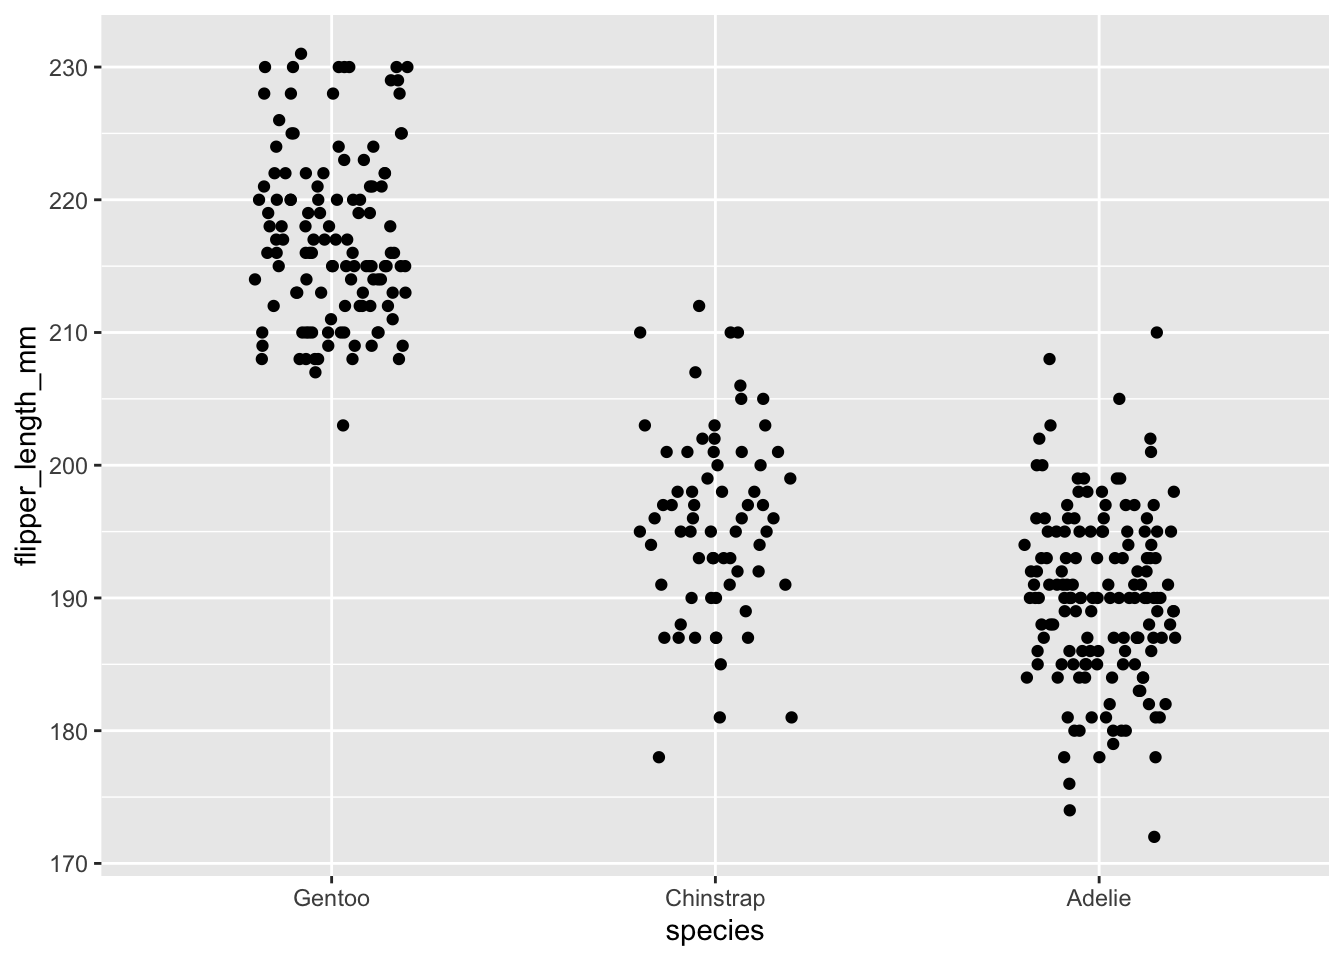 flipper_length_mm
230
220
210
200
190
180
170
Gentoo
Chinstrap
Adelie
species